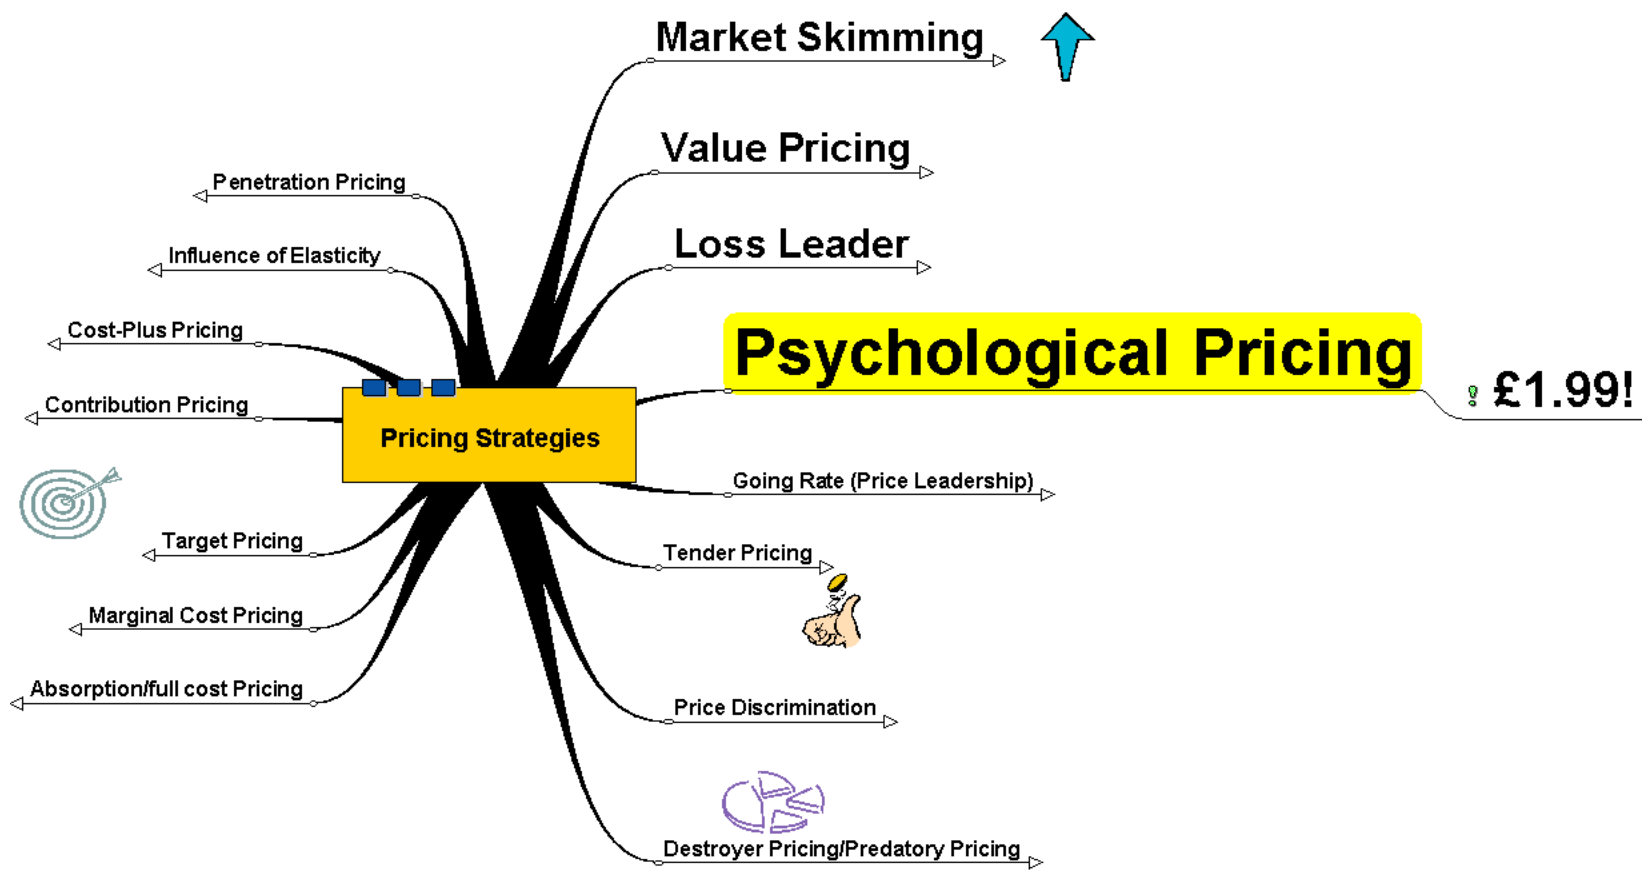 Market Skimming
Value Pricing
Penetration Pricing
Loss Leader
Influence of Elasticity
Cost-Plus Pricing
Psychological Pricing
£1.99!
Contribution Pricing
Pricing Strategies
Going Rate (Price Leadership)
Target Pricing
Tender Pricing
Marginal Cost Pricing
Absorption/full cost Pricing
Price Discrimination
Destroyer Pricing/Predatory Pricing